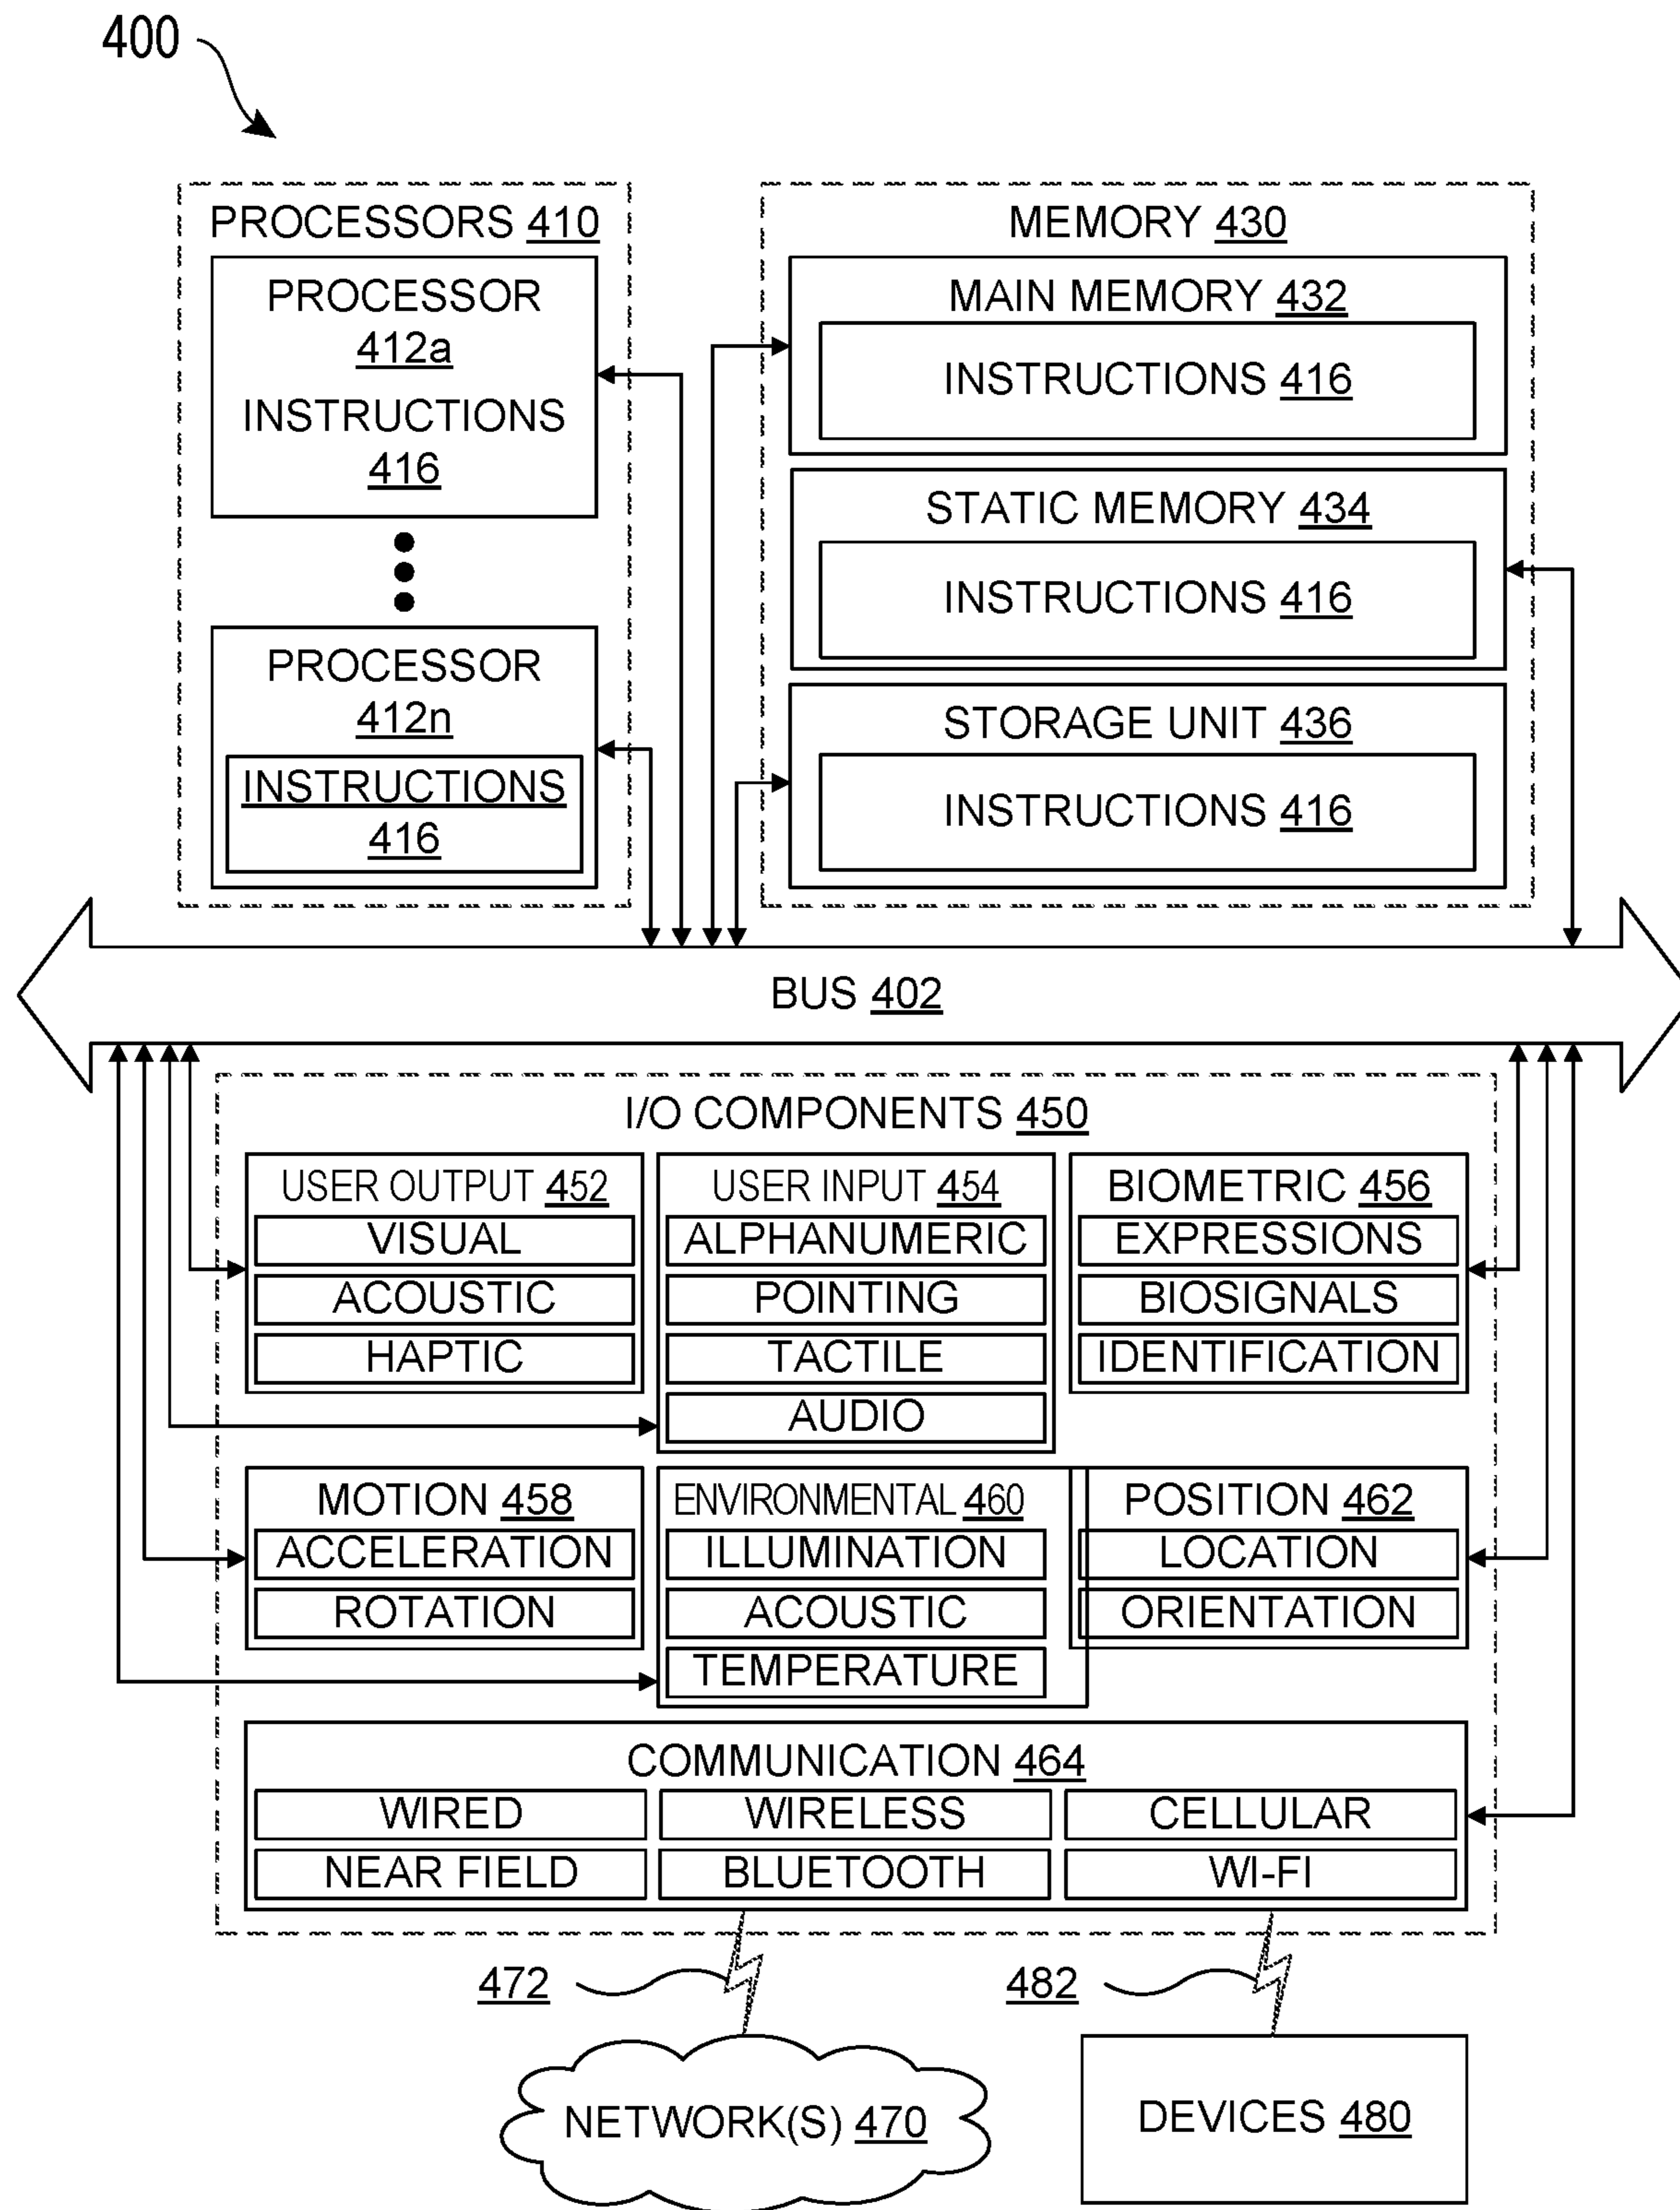 400
PROCESSORS 410
PROCESSOR
412a
INSTRUCTIONS
416
PROCESSOR
412n
INSTRUCTIONS
416
MEMORY 430
MAIN MEMORY 432
INSTRUCTIONS 416
STATIC MEMORY 434
INSTRUCTIONS 416
STORAGE UNIT 436
INSTRUCTIONS 416
BUS 402
I/O COMPONENTS 450
USER OUTPUT 452
VISUAL
ACOUSTIC
HAPTIC
USER INPUT 454
ALPHANUMERIC
POINTING
TACTILE
AUDIO
BIOMETRIC 456
EXPRESSIONS
BIOSIGNALS
IDENTIFICATION
MOTION 458
ACCELERATION
ROTATION
ENVIRONMENTAL 460
ILLUMINATION
ACOUSTIC
TEMPERATURE
POSITION 462
LOCATION
ORIENTATION
COMMUNICATION 464
WIRED
WIRELESS
CELLULAR
NEAR FIELD
BLUETOOTH
WI-FI
472
482
NETWORK(S) 470
DEVICES 480